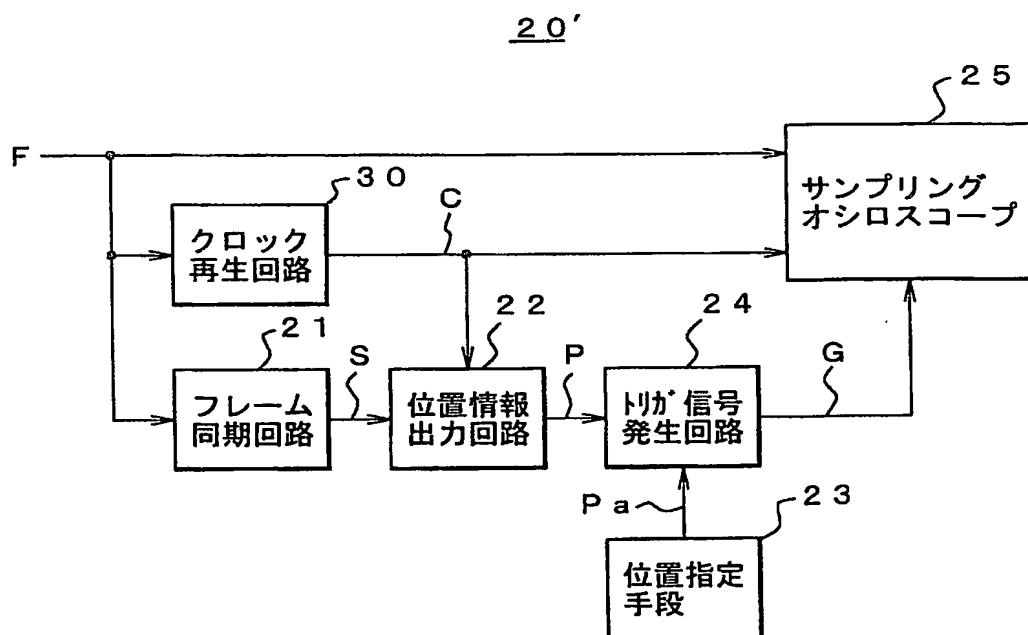 ２０′
２５
F
３０
サンプリング
オシロスコープ
クロック
再生回路
C
２１
２２
２４
S
P
G
フレーム
同期回路
位置情報
出力回路
ﾄﾘｶﾞ信号
発生回路
Ｐａ
２３
位置指定
手段